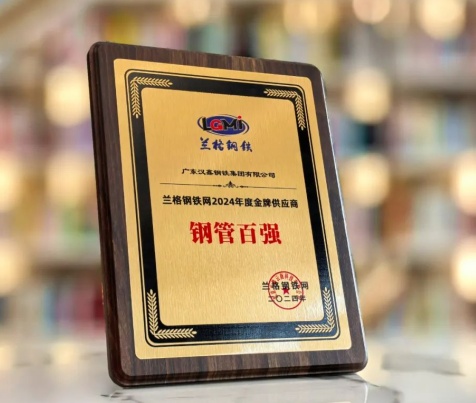 LGMi
兰格钢铁
广东汉鑫钢铁集团有限公司
兰格钢铁网2024年度金牌供应商
钢管百强
兰格钢铁网
二〇二四年